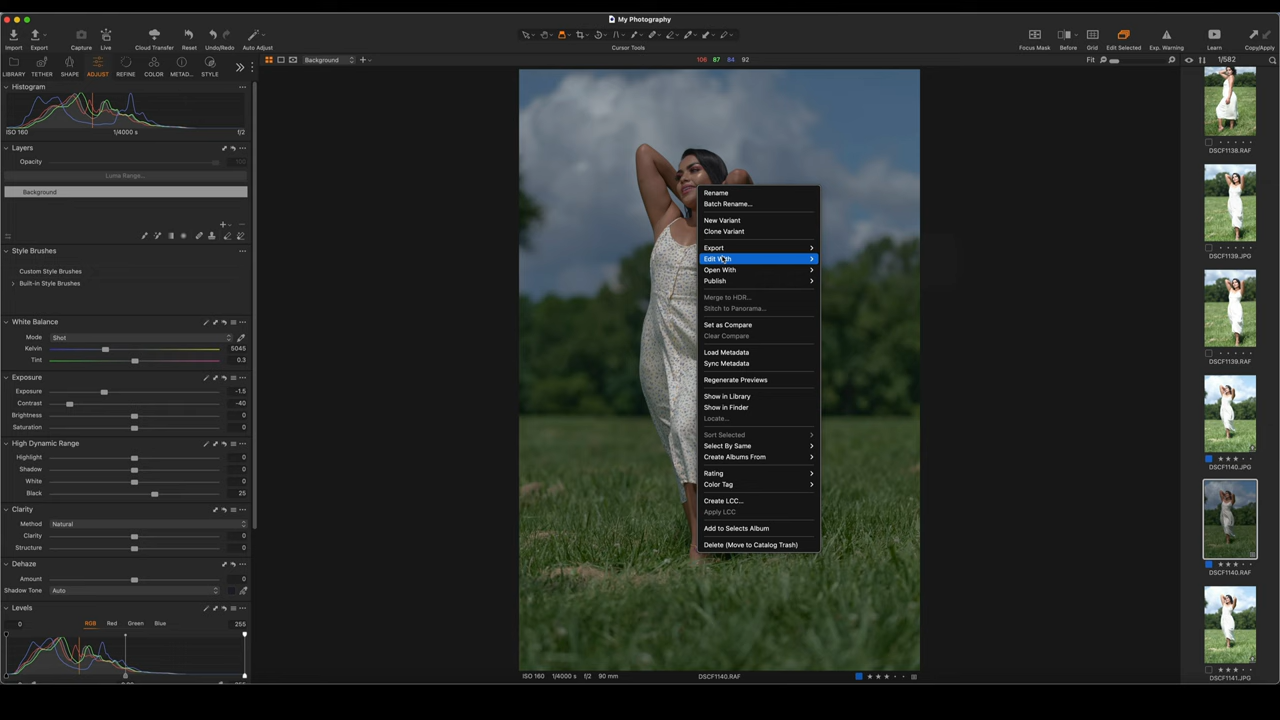 My Photography
Import Export Capture Live Cloud Transfer Reset Undo/Redo Auto Adjust Cursor Tools Focus Mask Before Grid Edit Selected Exp. Warning Learn Copy/Apply
LIBRARY TETHER SHAPE ADJUST REFINE COLOR METAD... STYLE
Background
106 87 84 92
Fit
1/582
Histogram
ISO 160 1/4000 s f/2
Layers
Opacity 100
Luma Range...
Background
Style Brushes
Custom Style Brushes
Built-in Style Brushes
White Balance
Mode Shot
Kelvin 5045
Tint 0.3
Exposure
Exposure -1.5
Contrast -40
Brightness 0
Saturation 0
High Dynamic Range
Highlight 0
Shadow 0
White 0
Black 25
Clarity
Method Natural
Clarity 0
Structure 0
Dehaze
Amount 0
Shadow Tone Auto
Levels
0 RGB Red Green Blue 255
Rename
Batch Rename...
New Variant
Clone Variant
Export
Edit With
Open With
Publish
Merge to HDR...
Stitch to Panorama...
Set as Compare
Clear Compare
Load Metadata
Sync Metadata
Regenerate Previews
Show in Library
Show in Finder
Locate...
Sort Selected
Select By Same
Create Albums From
Rating
Color Tag
Create LCC...
Apply LCC
Add to Selects Album
Delete (Move to Catalog Trash)
ISO 160 1/4000 s f/2 90 mm
DSCF1140.RAF
DSCF1138.RAF
DSCF1139.JPG
DSCF1139.RAF
DSCF1140.JPG
DSCF1140.RAF
DSCF1141.JPG